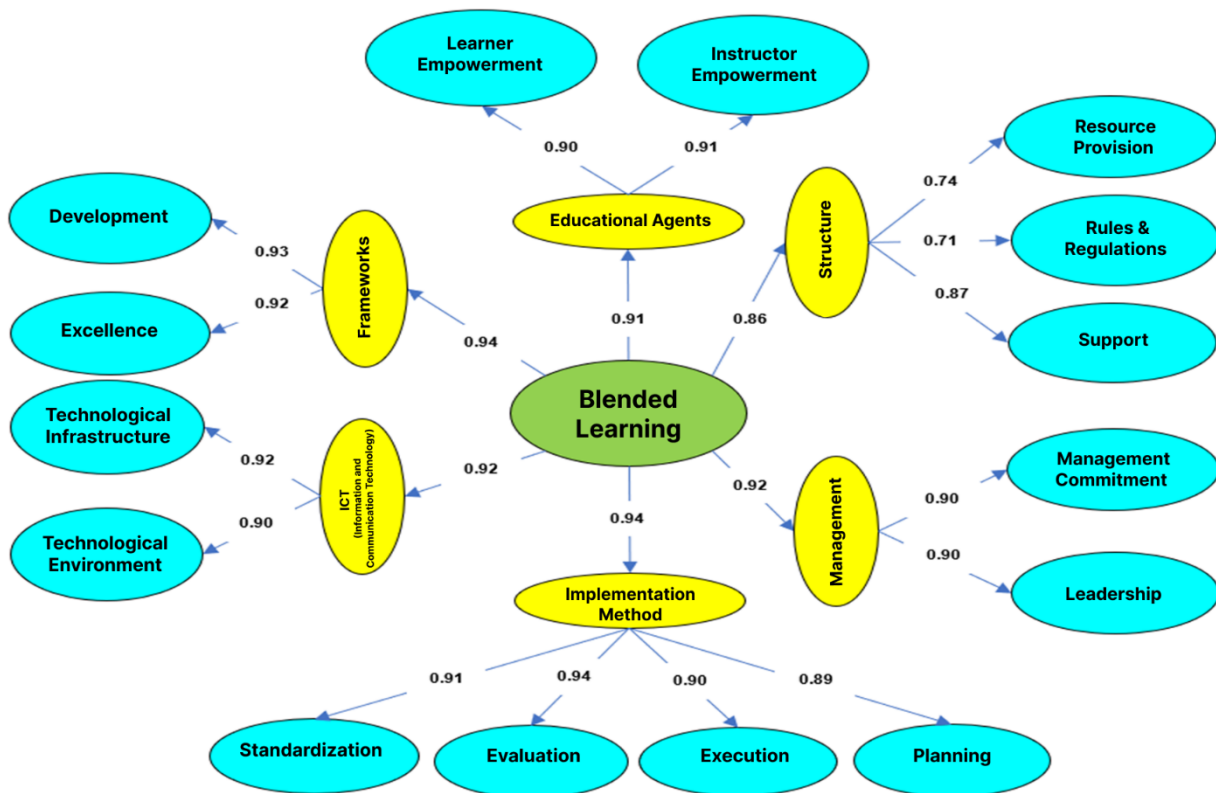 Learner
Empowerment
Instructor
Empowerment
0.90
0.91
Educational Agents
Resource
Provision
0.74
Rules &
Regulations
0.71
Structure
0.87
Support
0.86
Development
0.93
Frameworks
0.92
Excellence
0.94
0.91
Blended
Learning
Technological
Infrastructure
0.92
ICT
(Information and
Communication Technology)
0.92
0.90
Technological
Environment
0.94
0.92
Management
Management
Commitment
0.90
0.90
Leadership
Implementation
Method
0.91
0.94
0.90
0.89
Standardization
Evaluation
Execution
Planning